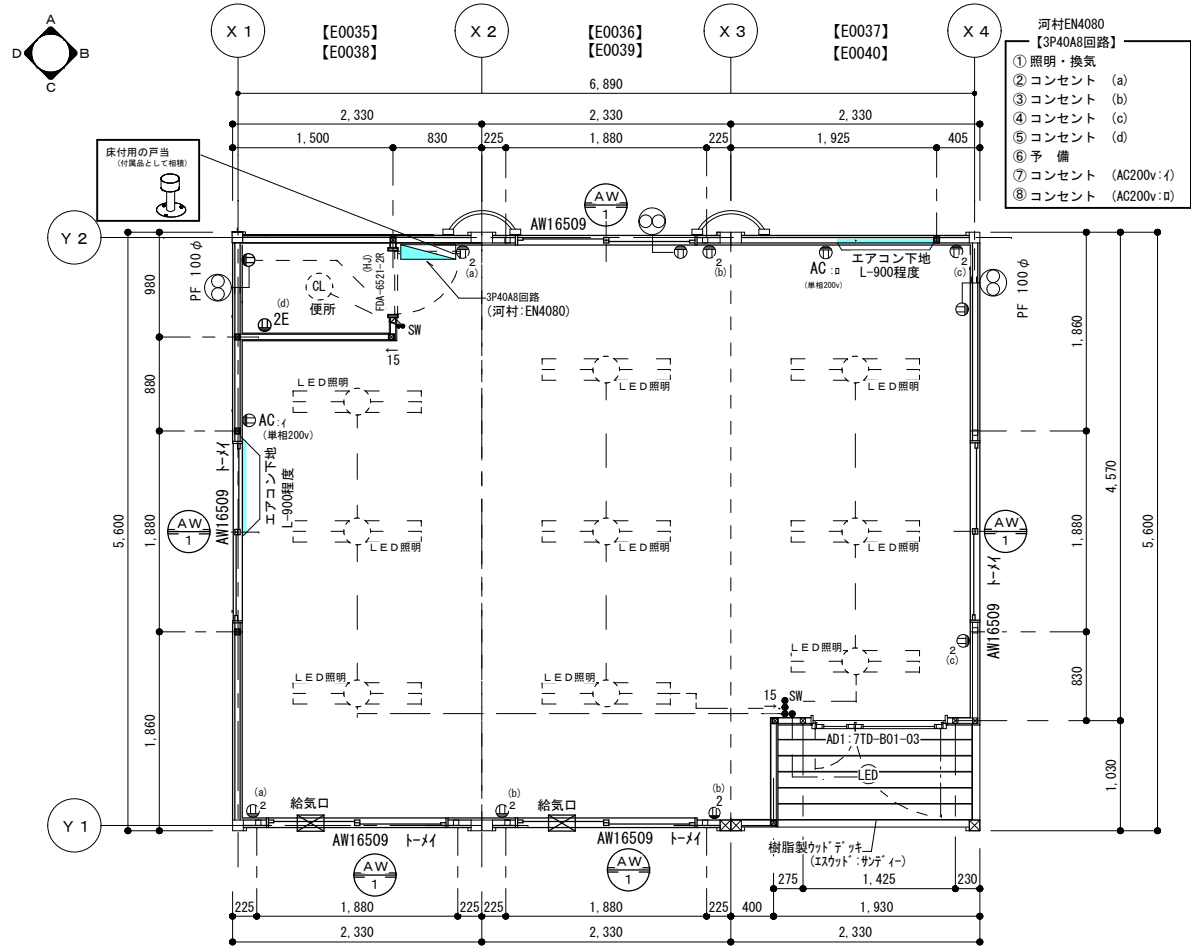 A
D
B
C
X 1
【E0035】
【E0038】
X 2
【E0036】
【E0039】
X 3
【E0037】
【E0040】
X 4
河村EN4080
【3P40A8回路】
① 照明・換気
② コンセント (a)
③ コンセント (b)
④ コンセント (c)
⑤ コンセント (d)
⑥ 予 備
⑦ コンセント (AC200v:ｲ)
⑧ コンセント (AC200v:ﾛ)
6,890
2,330
2,330
2,330
1,500
830
225
1,880
225
1,925
405
床付用の戸当
(付属品として相積)
AW
1
AW16509
Y 2
PF 100φ
CL
便所
(d)
2E
(HJ)
FDA-6521-2R
2
(a)
3P40A8回路
(河村:EN4080)
SW
15
2
(b)
AC:ﾛ
(単相200v)
エアコン下地
L-900程度
2
(c)
PF 100φ
980
880
1,880
1,860
5,600
1,860
1,880
830
4,570
1,030
5,600
LED照明
LED照明
LED照明
AC:ｲ
(単相200v)
エアコン下地
L-900程度
AW16509 ﾄｰﾒｲ
AW
1
LED照明
LED照明
LED照明
AW
1
AW16509 ﾄｰﾒｲ
LED照明
LED照明
LED照明
2
(c)
15
SW
AD1:7TD-B01-03
LED
Y 1
(a)
2
給気口
(b)
2
給気口
(b)
2
AW16509 ﾄｰﾒｲ
AW
1
AW16509 ﾄｰﾒｲ
AW
1
樹脂製ｳｯﾄﾞﾃﾞｯｷ
(ｴｽｳｯﾄﾞ:ｻﾝﾃﾞｨｰ)
275
1,425
230
225
1,880
225
225
1,880
225
400
1,930
2,330
2,330
2,330